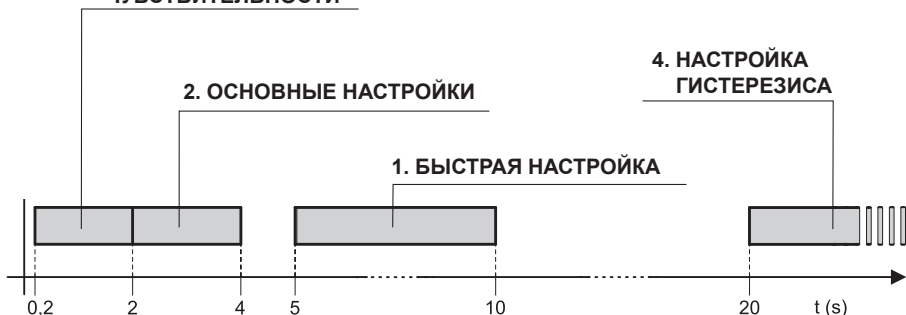 2. ОСНОВНЫЕ НАСТРОЙКИ
4. НАСТРОЙКА
ГИСТЕРЕЗИСА
1. БЫСТРАЯ НАСТРОЙКА
0.2 2 4 5 10 20 t (s)